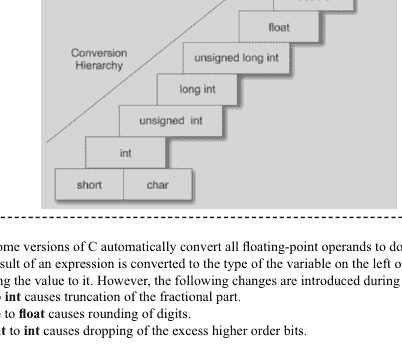 float
Conversion
Hierarchy
unsigned long int
long int
unsigned int
int
short char
ome versions of C automatically convert all floating-point operands to do
sult of an expression is converted to the type of the variable on the left o
ng the value to it. However, the following changes are introduced during
int causes truncation of the fractional part.
to float causes rounding of digits.
t to int causes dropping of the excess higher order bits.